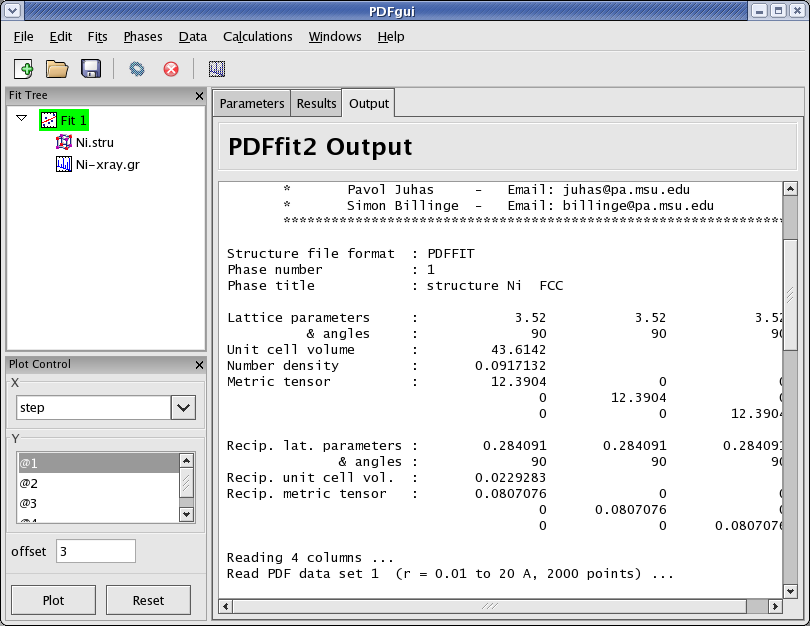 PDFgui
File Edit Fits Phases Data Calculations Windows Help
Fit Tree
Fit 1
Ni.stru
Ni-xray.gr
Plot Control
X
step
Y
@1
@2
@3
@4
offset 3
Plot Reset
Parameters Results Output
PDFfit2 Output
* Pavol Juhas - Email: juhas@pa.msu.edu
* Simon Billinge - Email: billinge@pa.msu.edu
***************************************************************
Structure file format : PDFFIT
Phase number : 1
Phase title : structure Ni FCC
Lattice parameters : 3.52 3.52 3.52
& angles : 90 90 90
Unit cell volume : 43.6142
Number density : 0.0917132
Metric tensor : 12.3904 0 0
0 12.3904 0
0 0 12.3904
Recip. lat. parameters : 0.284091 0.284091 0.284091
& angles : 90 90 90
Recip. unit cell vol. : 0.0229283
Recip. metric tensor : 0.0807076 0 0
0 0.0807076 0
0 0 0.0807076
Reading 4 columns ...
Read PDF data set 1 (r = 0.01 to 20 A, 2000 points) ...